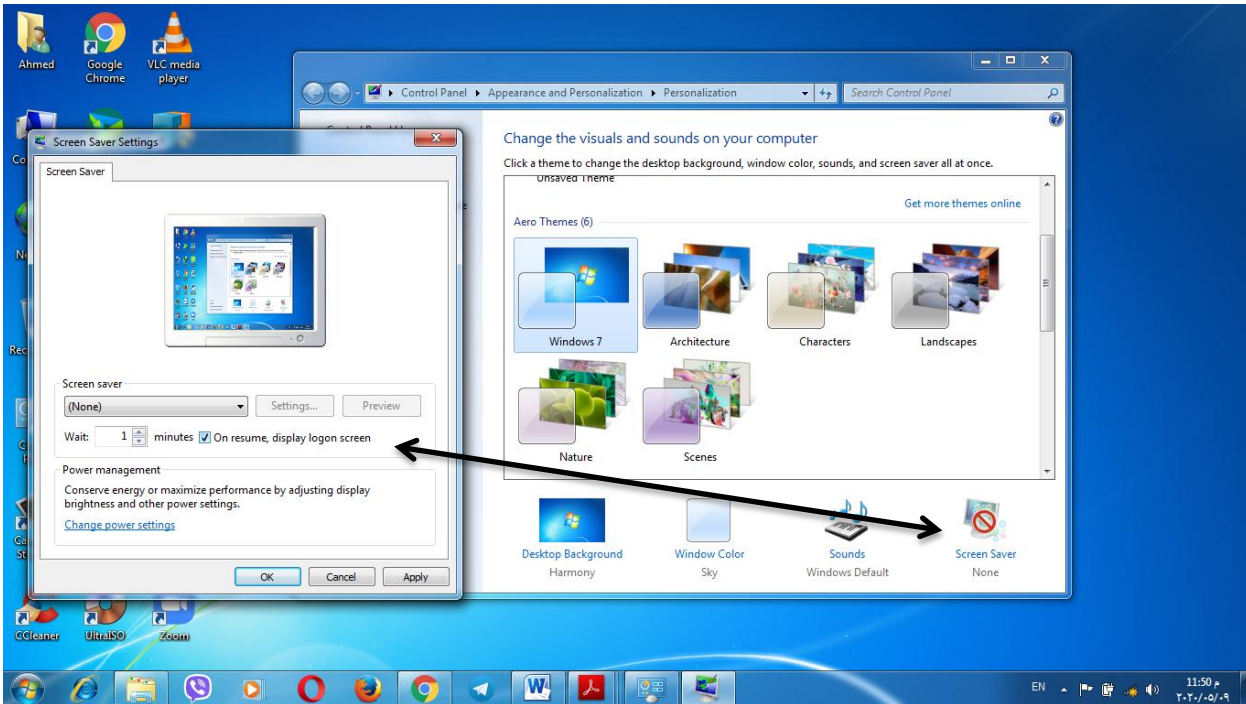 Ahmed
Google
Chrome
VLC media
player
Control Panel
Appearance and Personalization
Personalization
Search Control Panel
Change the visuals and sounds on your computer
Click a theme to change the desktop background, window color, sounds, and screen saver all at once.
Unsaved Theme
Get more themes online
Aero Themes (6)
Windows 7
Architecture
Characters
Landscapes
Nature
Scenes
Desktop Background
Harmony
Window Color
Sky
Sounds
Windows Default
Screen Saver
None
Screen Saver Settings
Screen Saver
Screen saver
(None)
Settings...
Preview
Wait:
1
minutes
On resume, display logon screen
Power management
Conserve energy or maximize performance by adjusting display
brightness and other power settings.
Change power settings
OK
Cancel
Apply
CCleaner
UltraISO
Zoom
EN
11:50 م
٢٠٢٠/٠٥/٠٩